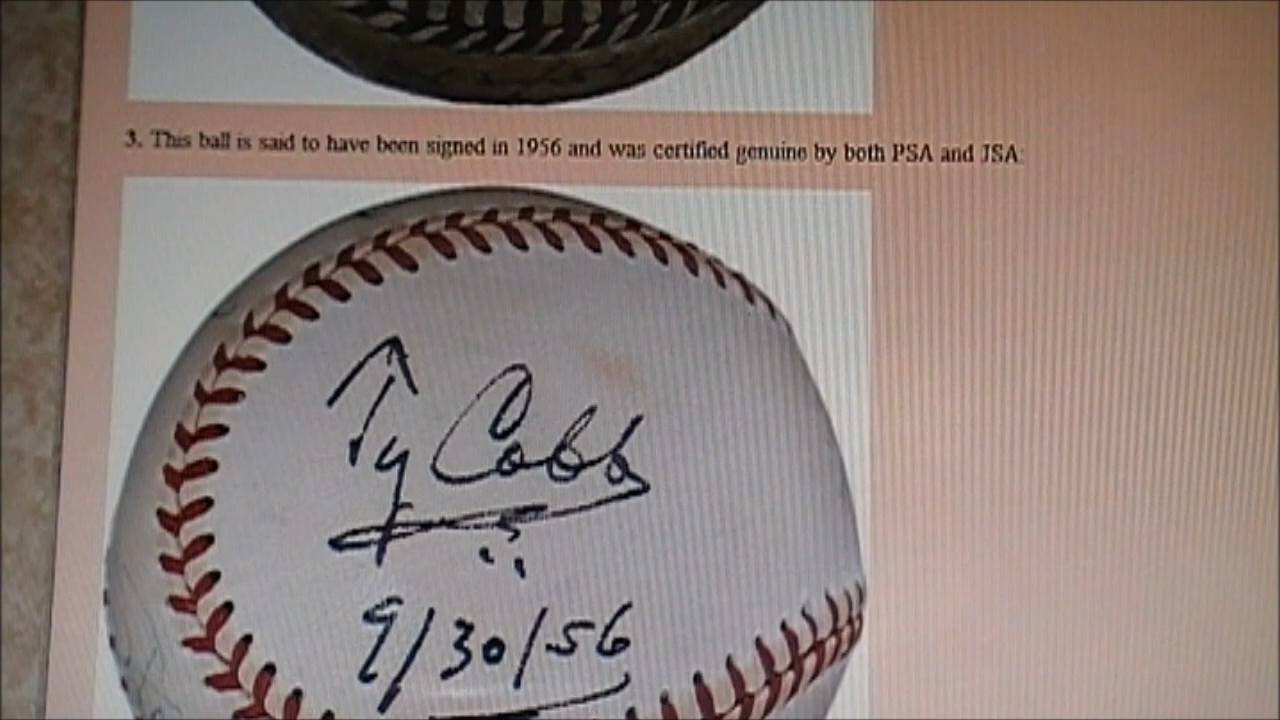 3. This ball is said to have been signed in 1956 and was certified genuine by both PSA and JSA:
Ty Cobb
9/30/56